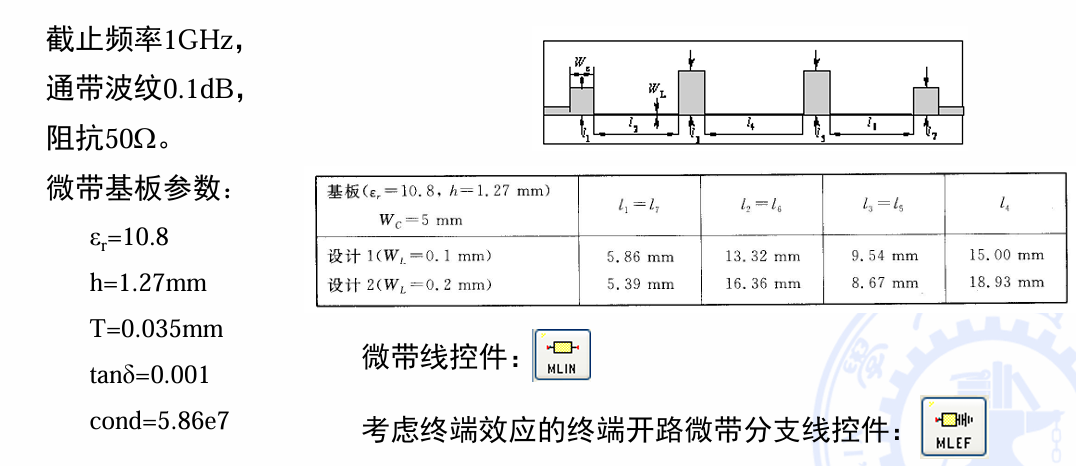 截止频率1GHz，
通带波纹0.1dB，
阻抗50Ω。
微带基板参数：
εr=10.8
h=1.27mm
T=0.035mm
tanδ=0.001
cond=5.86e7
Wc
WL
l1 l2 l3 l4 l5 l6 l7
基板(εr=10.8, h=1.27 mm) l1=l7 l2=l6 l3=l5 l4
WC=5 mm
设计 1(WL=0.1 mm) 5.86 mm 13.32 mm 9.54 mm 15.00 mm
设计 2(WL=0.2 mm) 5.39 mm 16.36 mm 8.67 mm 18.93 mm
微带线控件：
MLIN
考虑终端效应的终端开路微带分支线控件：
MLEF